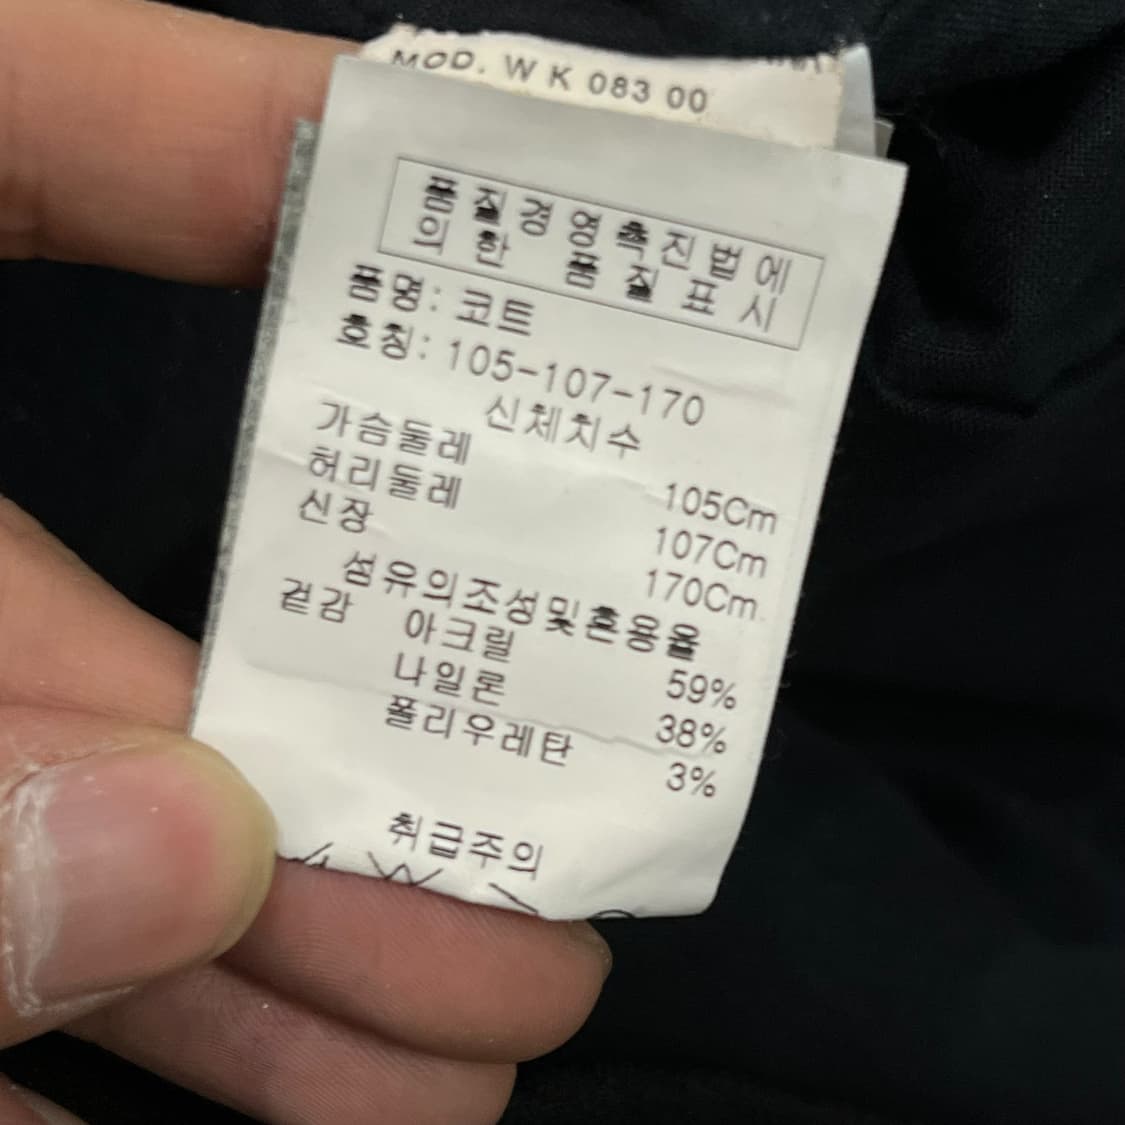 MOD. W K 083 00
품질경영촉진법에
의한 품질표시
품명: 코트
호칭: 105-107-170
신체치수
가슴둘레 105Cm
허리둘레 107Cm
신장 170Cm
섬유의조성및혼용율
겉감 아크릴 59%
나일론 38%
폴리우레탄 3%
취급주의